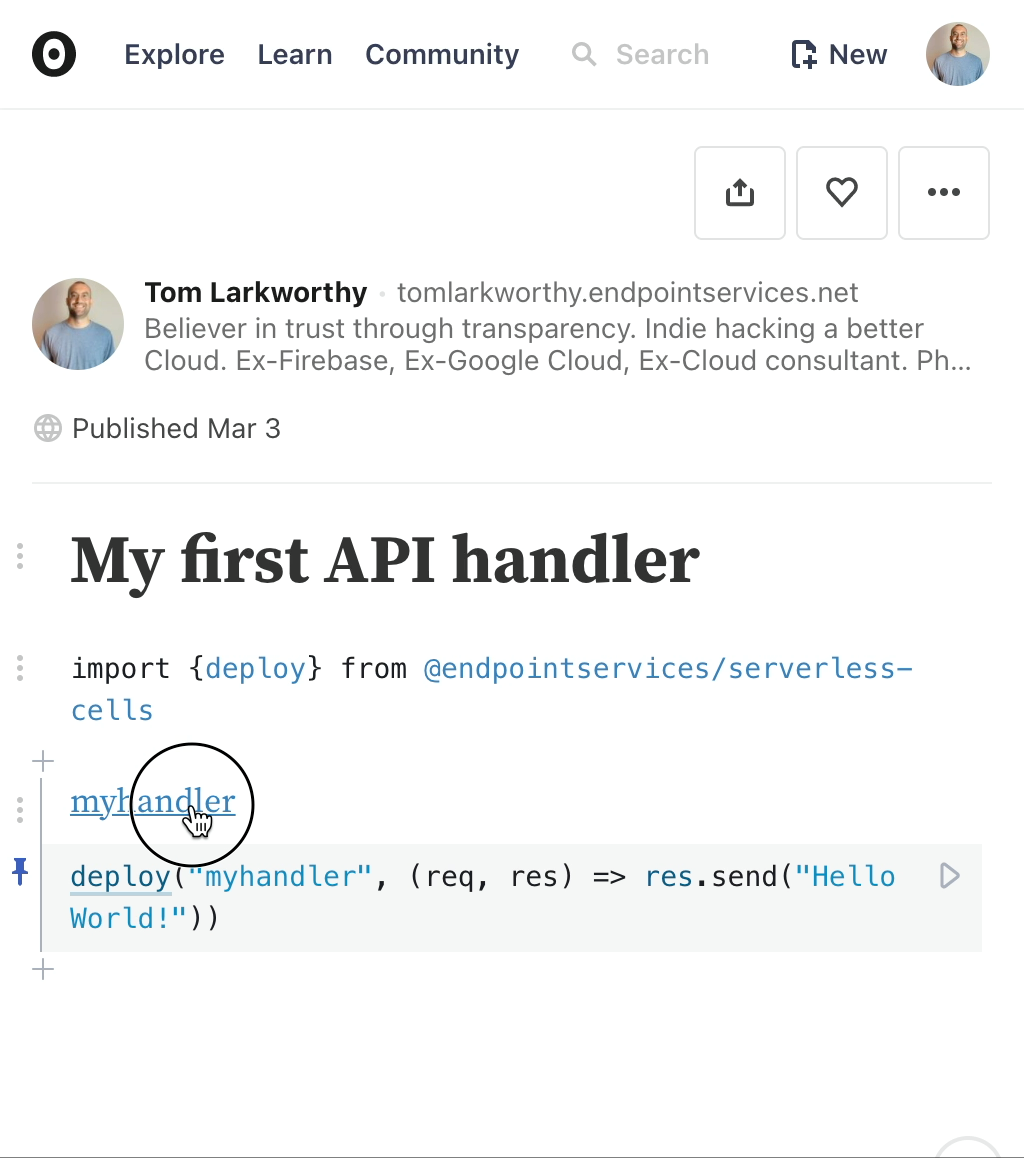 Explore Learn Community Search New
Tom Larkworthy • tomlarkworthy.endpointservices.net
Believer in trust through transparency. Indie hacking a better
Cloud. Ex-Firebase, Ex-Google Cloud, Ex-Cloud consultant. Ph...
Published Mar 3
My first API handler
import {deploy} from @endpointservices/serverless-
cells
myhandler
deploy("myhandler", (req, res) => res.send("Hello
World!"))